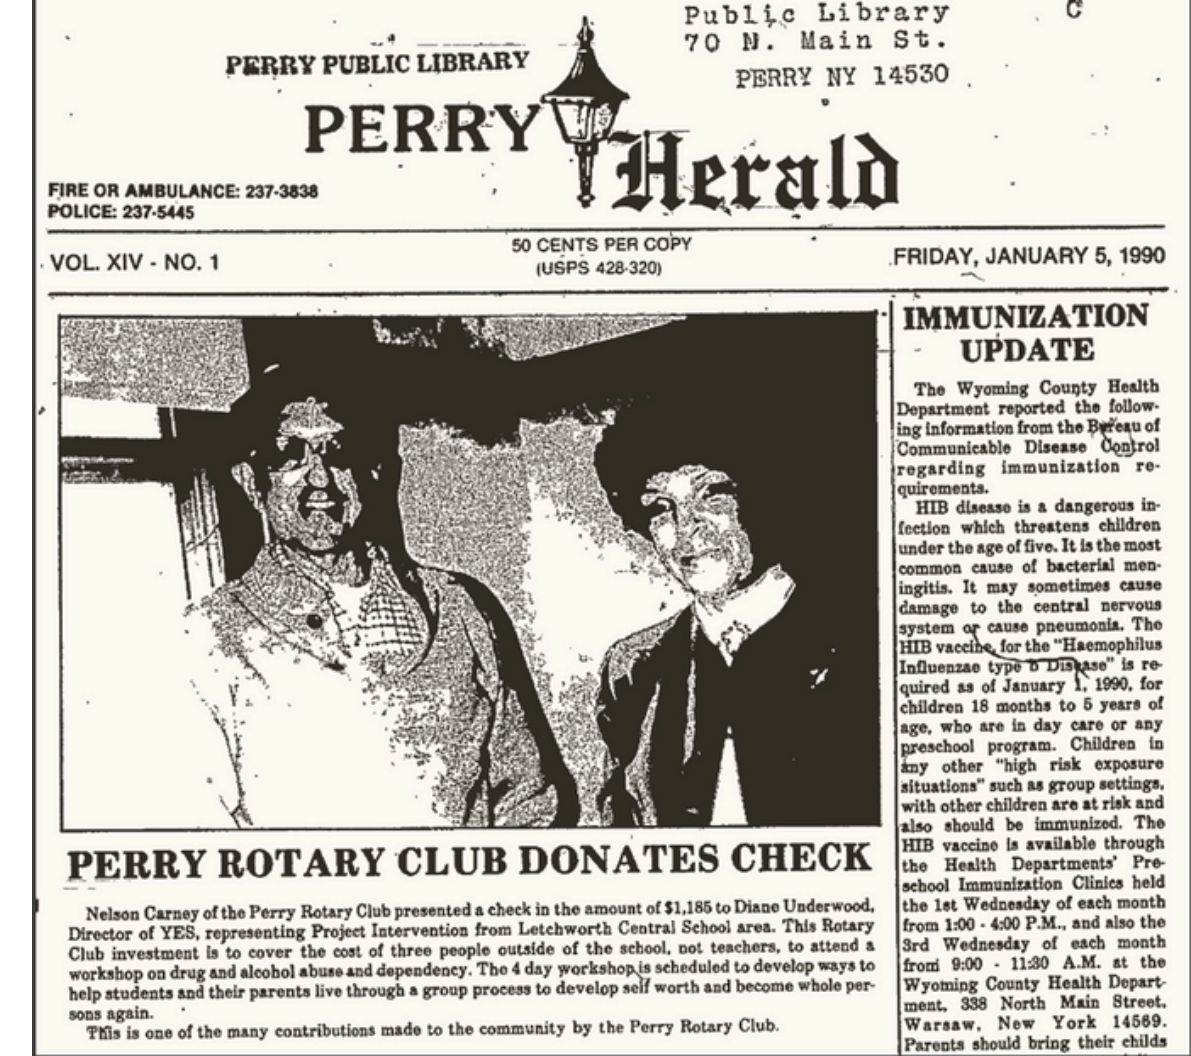 Public Library
70 N. Main St.
PERRY NY 14530
C
PERRY PUBLIC LIBRARY
PERRY Herald
FIRE OR AMBULANCE: 237-3838
POLICE: 237-5445
VOL. XIV - NO. 1
50 CENTS PER COPY
(USPS 428-320)
FRIDAY, JANUARY 5, 1990
PERRY ROTARY CLUB DONATES CHECK
Nelson Carney of the Perry Rotary Club presented a check in the amount of $1,185 to Diane Underwood,
Director of YES, representing Project Intervention from Letchworth Central School area. This Rotary
Club investment is to cover the cost of three people outside of the school, not teachers, to attend a
workshop on drug and alcohol abuse and dependency. The 4 day workshop is scheduled to develop ways to
help students and their parents live through a group process to develop self worth and become whole per-
sons again.
This is one of the many contributions made to the community by the Perry Rotary Club.
IMMUNIZATION
UPDATE
The Wyoming County Health
Department reported the follow-
ing information from the Bureau of
Communicable Disease Control
regarding immunization re-
quirements.
HIB disease is a dangerous in-
fection which threatens children
under the age of five. It is the most
common cause of bacterial men-
ingitis. It may sometimes cause
damage to the central nervous
system or cause pneumonia. The
HIB vaccine, for the "Haemophilus
Influenzae type b Disease" is re-
quired as of January 1, 1990, for
children 18 months to 5 years of
age, who are in day care or any
preschool program. Children in
any other "high risk exposure
situations" such as group settings,
with other children are at risk and
also should be immunized. The
HIB vaccine is available through
the Health Departments' Pre-
school Immunization Clinics held
the 1st Wednesday of each month
from 1:00 - 4:00 P.M., and also the
3rd Wednesday of each month
from 9:00 - 11:30 A.M. at the
Wyoming County Health Depart-
ment, 338 North Main Street,
Warsaw, New York 14569.
Parents should bring their childs